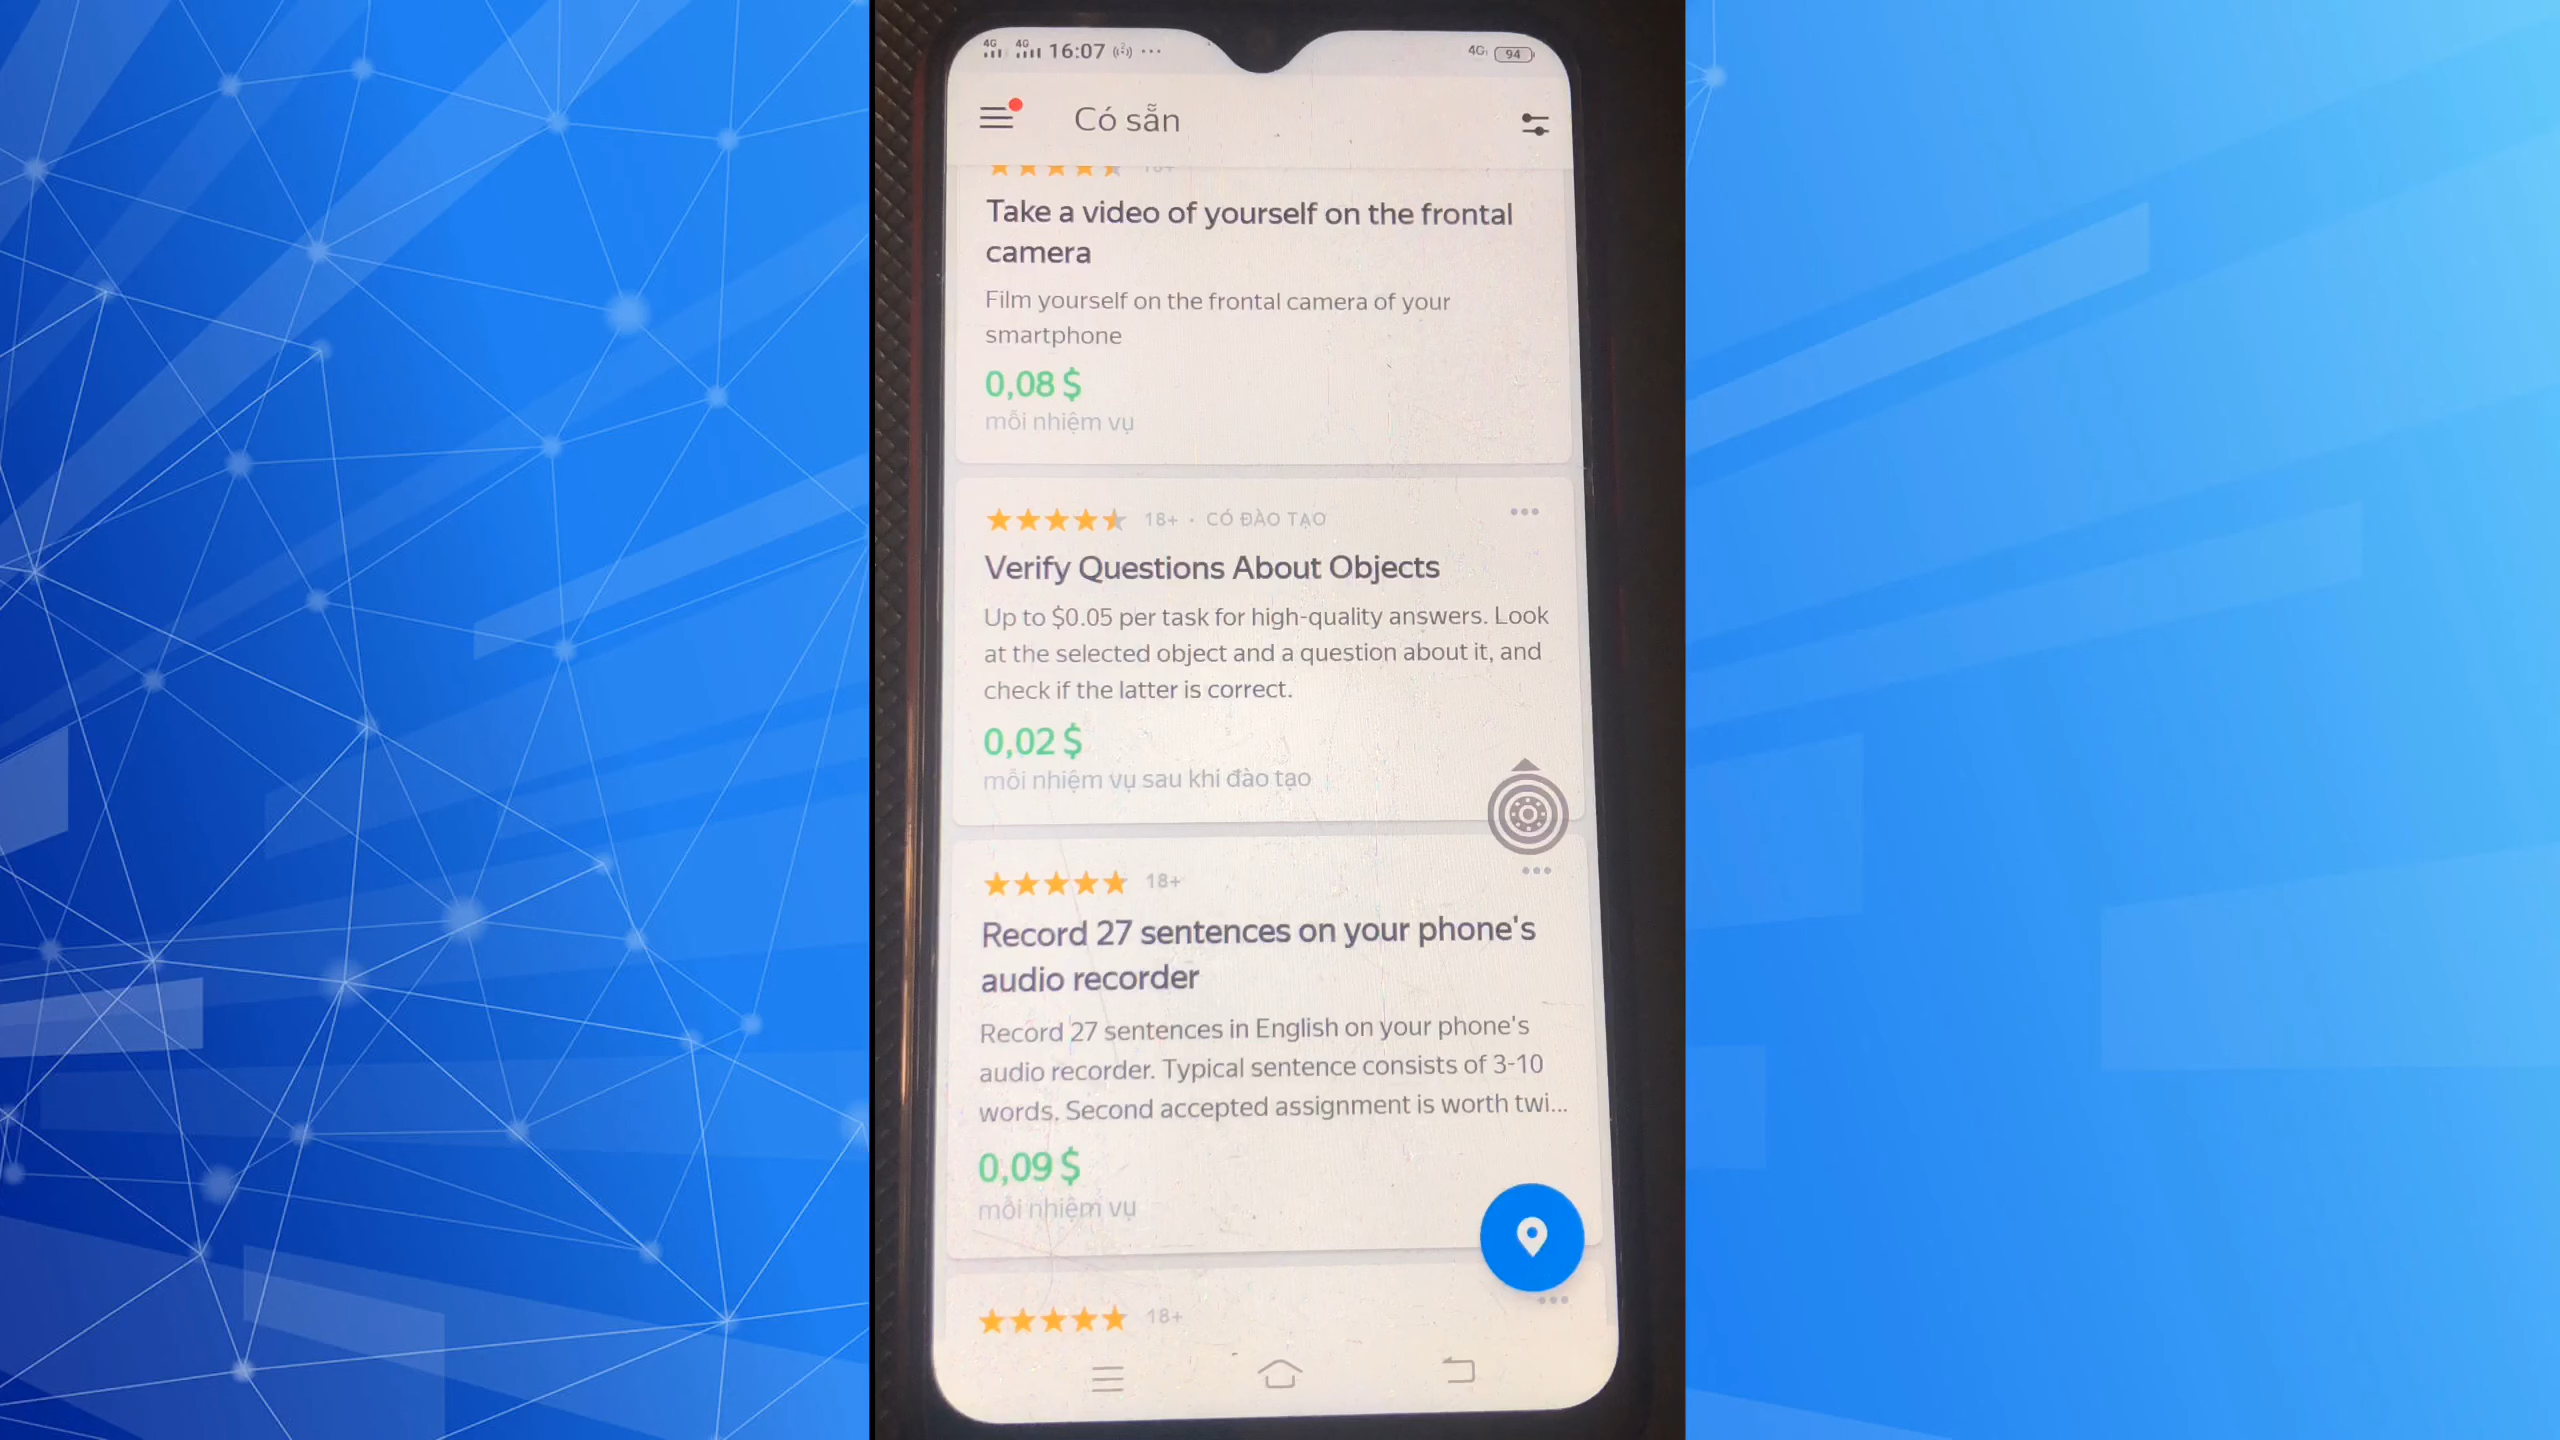 4G 4G 16:07 ··· 4G 94
Có sẵn
18+
Take a video of yourself on the frontal
camera
Film yourself on the frontal camera of your
smartphone
0,08 $
mỗi nhiệm vụ
18+ · CÓ ĐÀO TẠO
Verify Questions About Objects
Up to $0.05 per task for high-quality answers. Look
at the selected object and a question about it, and
check if the latter is correct.
0,02 $
mỗi nhiệm vụ sau khi đào tạo
18+
Record 27 sentences on your phone's
audio recorder
Record 27 sentences in English on your phone's
audio recorder. Typical sentence consists of 3-10
words. Second accepted assignment is worth twi...
0,09 $
mỗi nhiệm vụ
18+